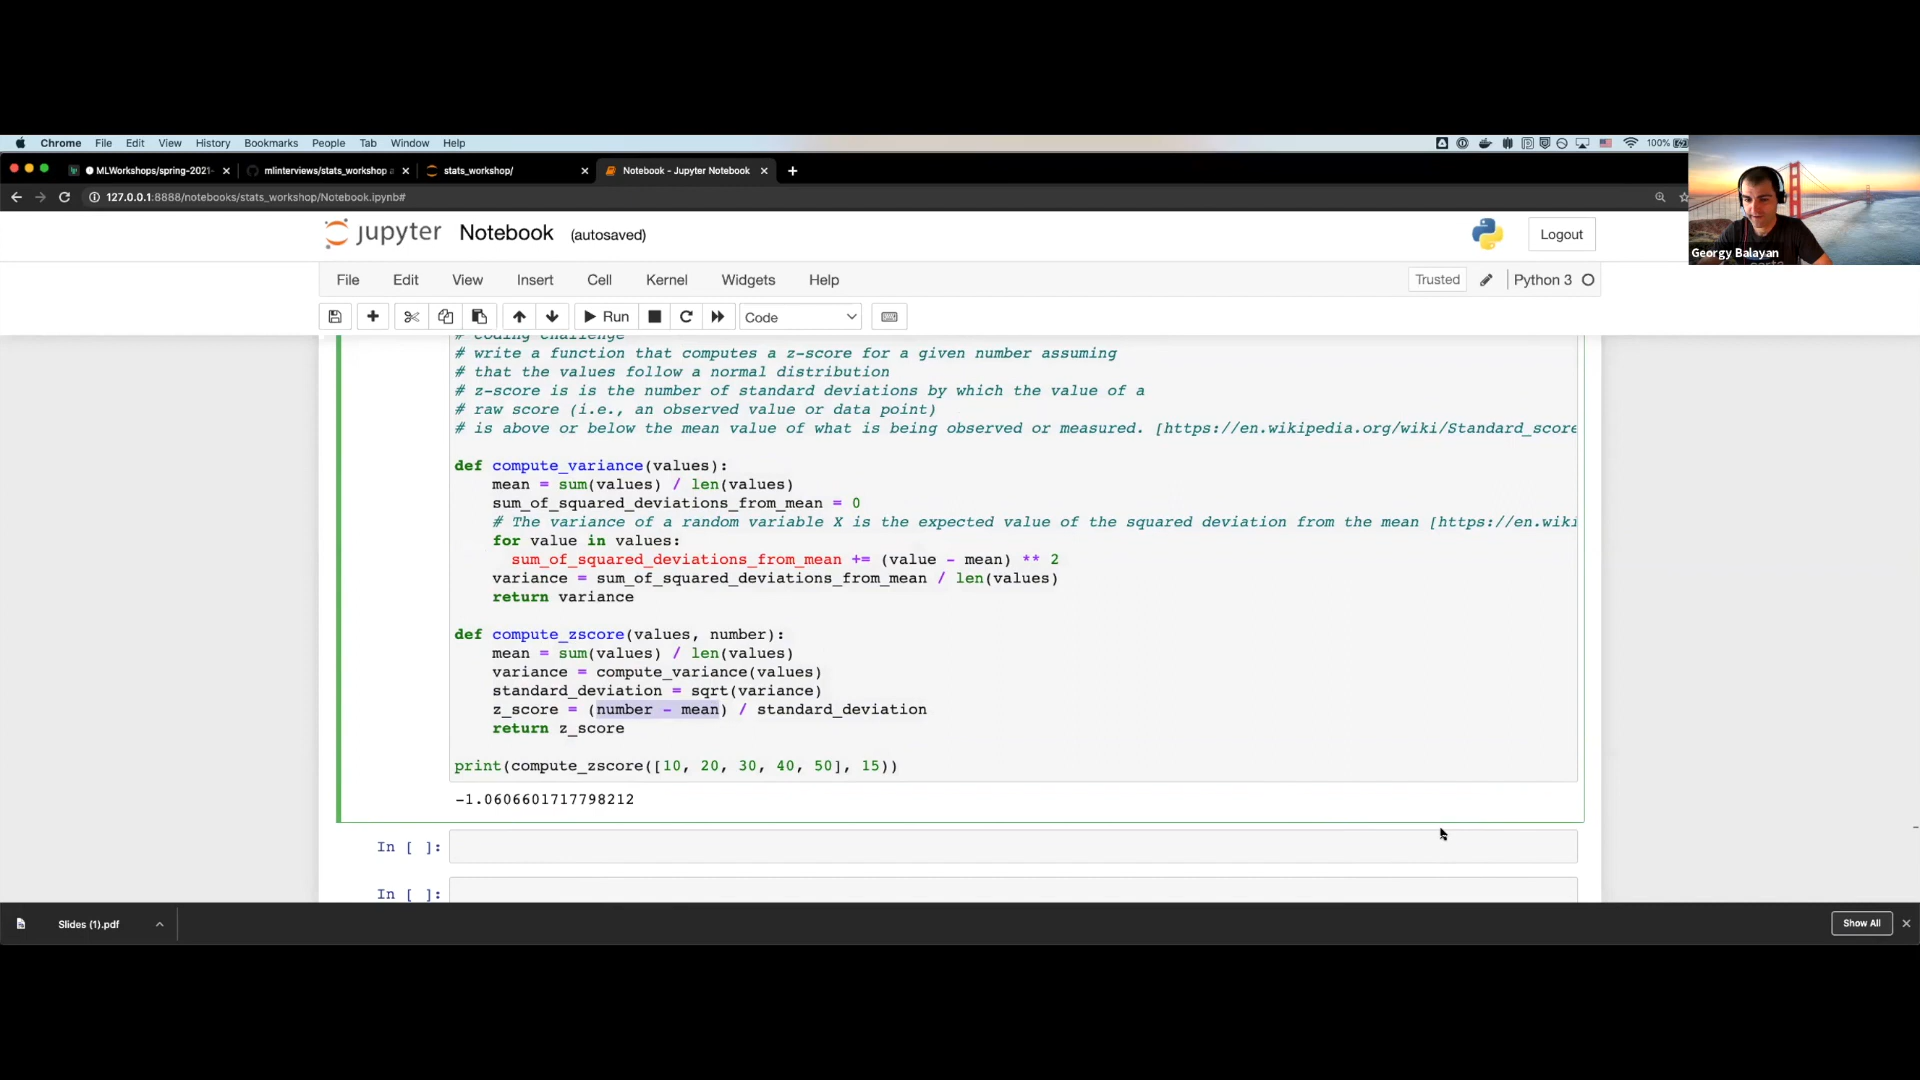 Chrome File Edit View History Bookmarks People Tab Window Help 100%
MLWorkshops/spring-2021- mlinterviews/stats_workshop a stats_workshop/ Notebook - Jupyter Notebook
127.0.0.1:8888/notebooks/stats_workshop/Notebook.ipynb#
Georgy Balayan
jupyter Notebook (autosaved) Logout
File Edit View Insert Cell Kernel Widgets Help Trusted Python 3
Run Code
# Coding Challenge
# write a function that computes a z-score for a given number assuming
# that the values follow a normal distribution
# z-score is is the number of standard deviations by which the value of a
# raw score (i.e., an observed value or data point)
# is above or below the mean value of what is being observed or measured. [https://en.wikipedia.org/wiki/Standard_score
def compute_variance(values):
mean = sum(values) / len(values)
sum_of_squared_deviations_from_mean = 0
# The variance of a random variable X is the expected value of the squared deviation from the mean [https://en.wiki
for value in values:
sum_of_squared_deviations_from_mean += (value - mean) ** 2
variance = sum_of_squared_deviations_from_mean / len(values)
return variance
def compute_zscore(values, number):
mean = sum(values) / len(values)
variance = compute_variance(values)
standard_deviation = sqrt(variance)
z_score = (number - mean) / standard_deviation
return z_score
print(compute_zscore([10, 20, 30, 40, 50], 15))
-1.0606601717798212
In [ ]:
In [ ]:
Slides (1).pdf Show All